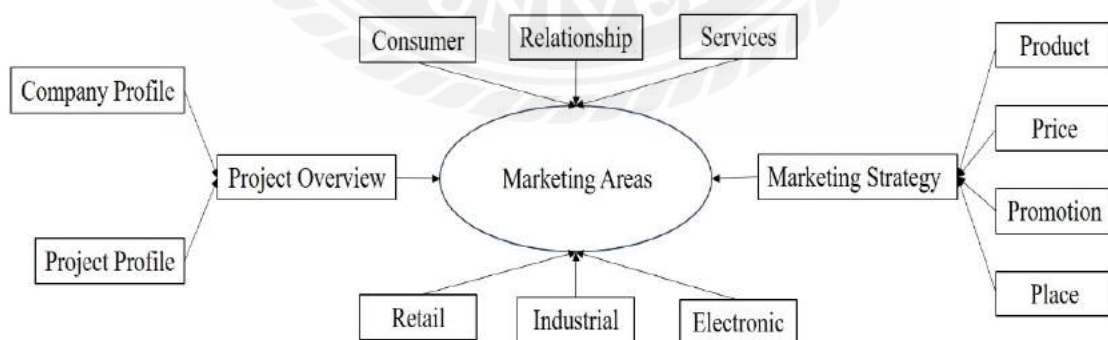 Consumer
Relationship
Services
Product
Company Profile
Price
Project Overview
Marketing Areas
Marketing Strategy
Promotion
Project Profile
Place
Retail
Industrial
Electronic